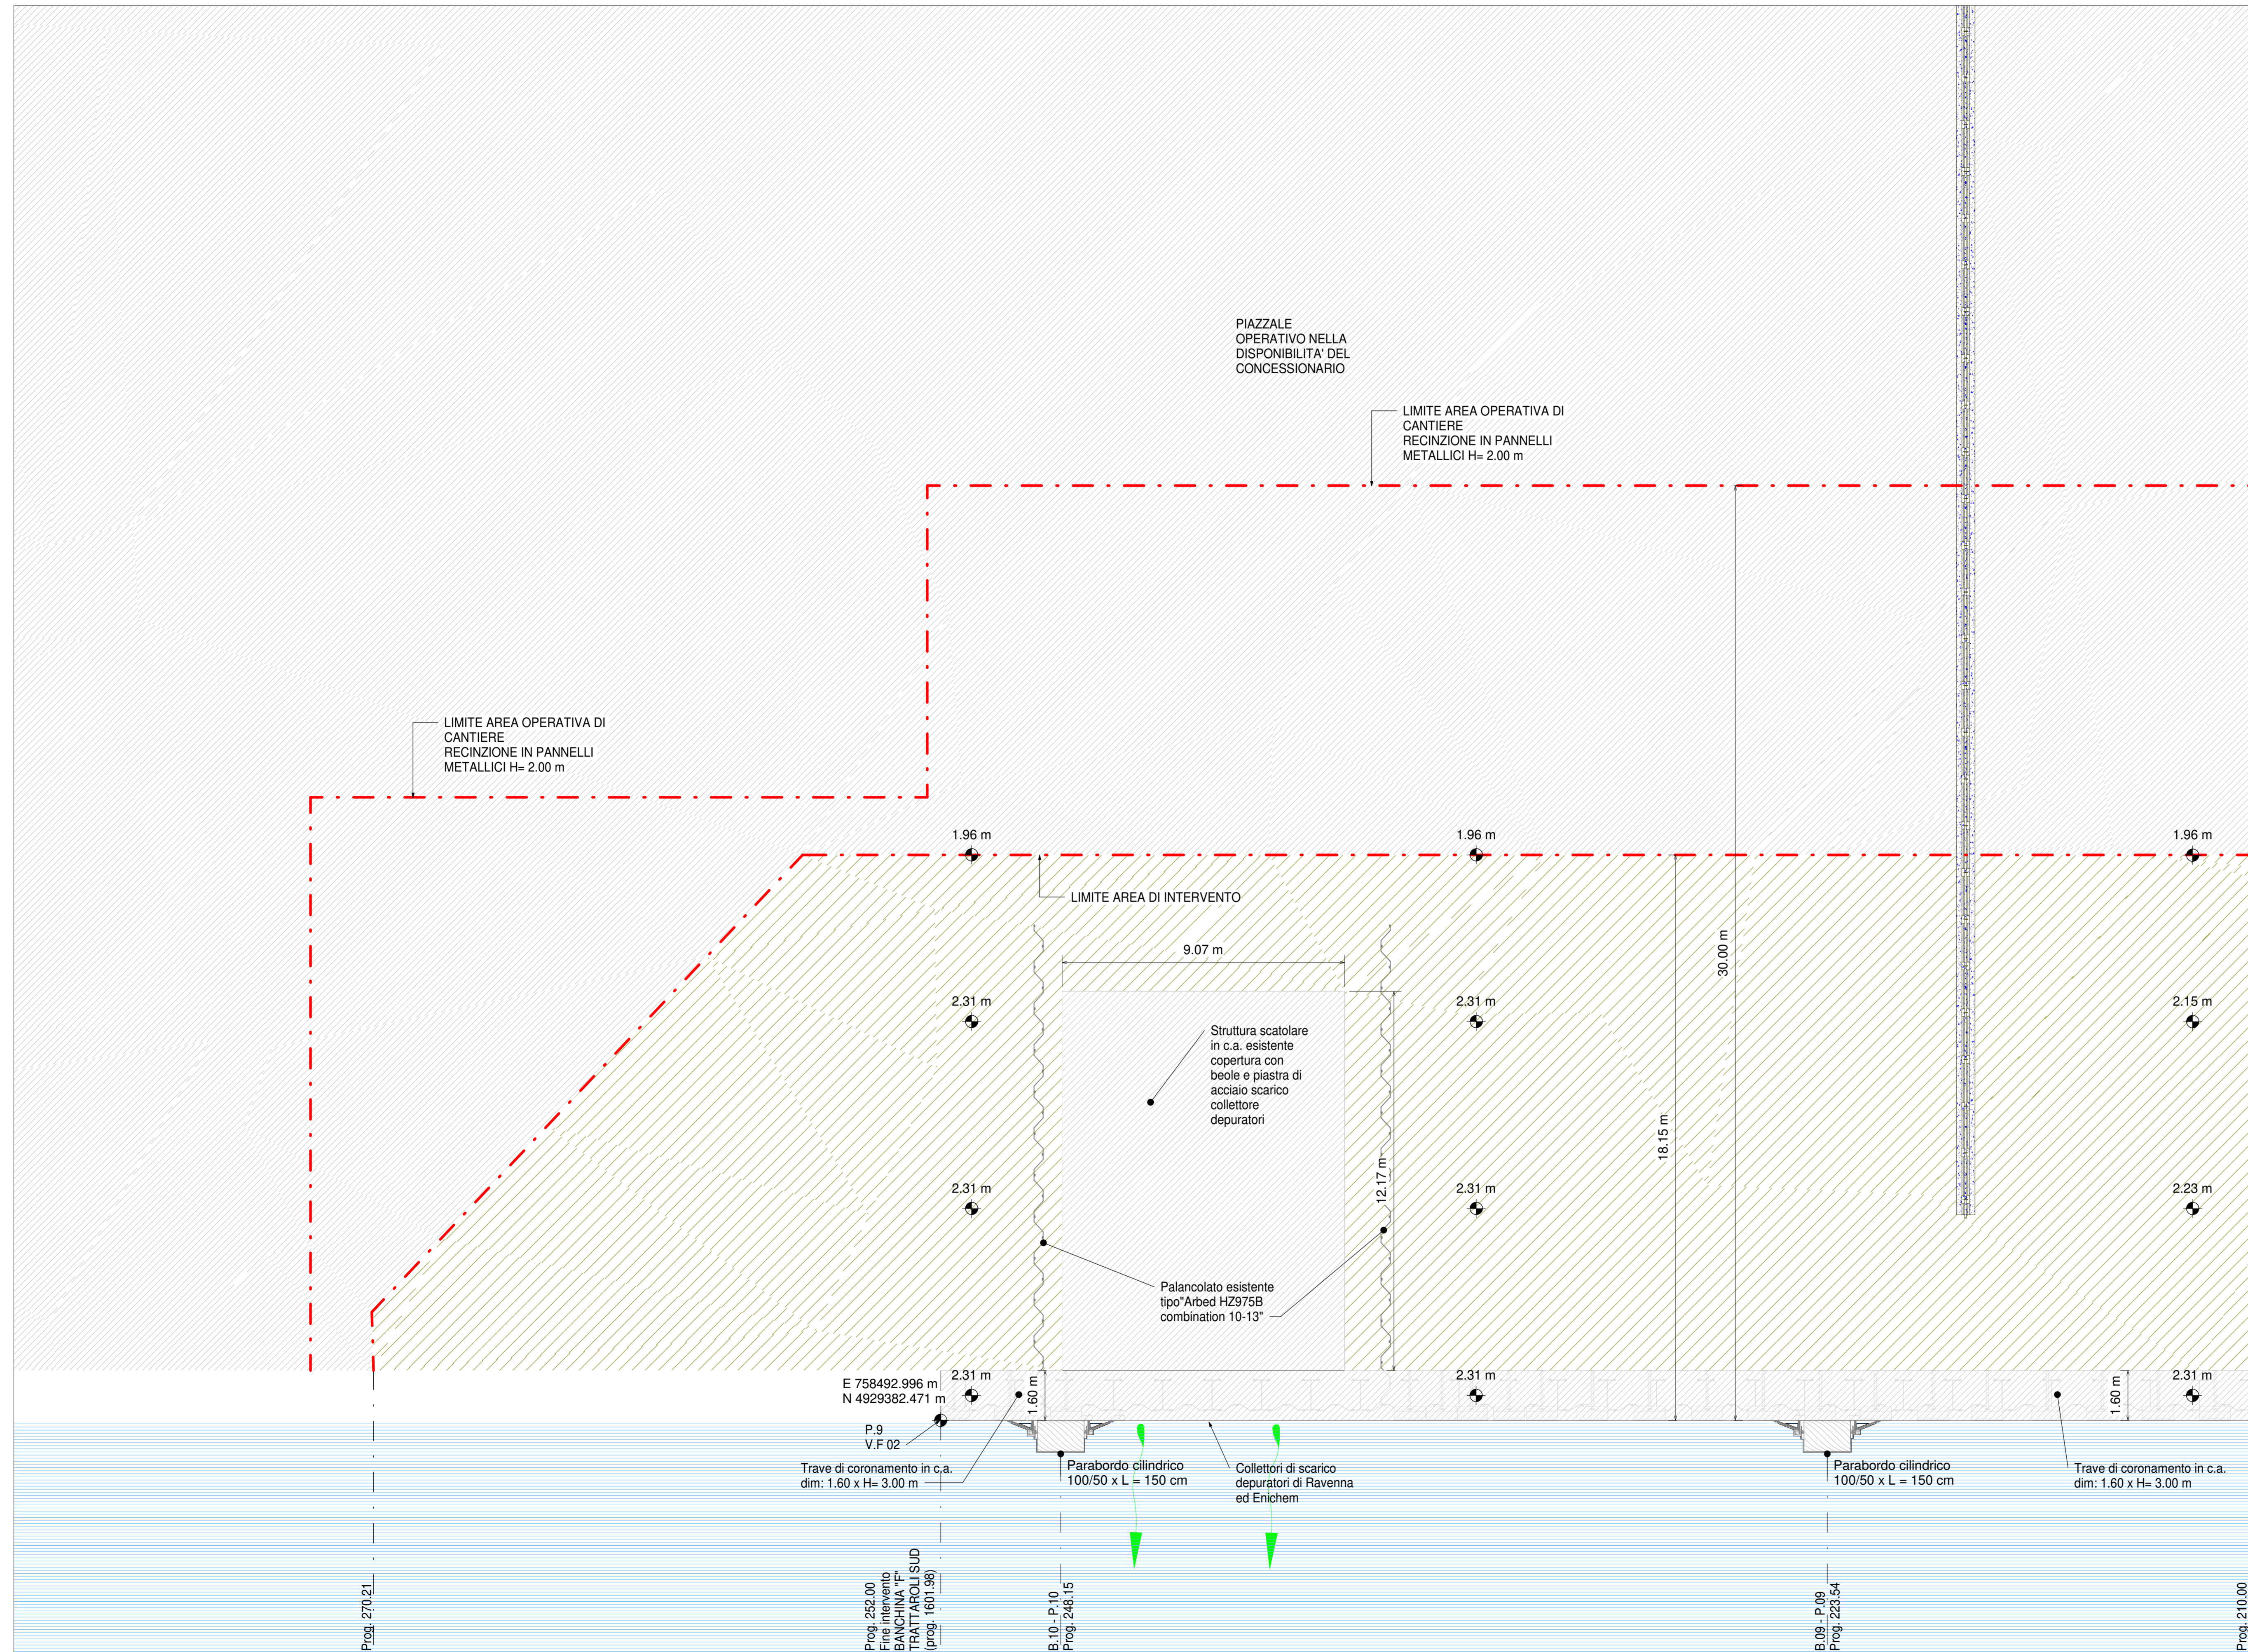 PIAZZALE
OPERATIVO NELLA
DISPONIBILITA' DEL
CONCESSIONARIO
LIMITE AREA OPERATIVA DI
CANTIERE
RECINZIONE IN PANNELLI
METALLICI H= 2.00 m
LIMITE AREA OPERATIVA DI
CANTIERE
RECINZIONE IN PANNELLI
METALLICI H= 2.00 m
1.96 m
1.96 m
1.96 m
LIMITE AREA DI INTERVENTO
9.07 m
30.00 m
2.31 m
2.31 m
2.15 m
Struttura scatolare
in c.a. esistente
copertura con
beole e piastra di
acciaio scarico
collettore
depuratori
18.15 m
12.17 m
2.31 m
2.31 m
2.23 m
Palancolato esistente
tipo"Arbed HZ975B
combination 10-13"
E 758492.996 m
N 4929382.471 m
2.31 m
1.60 m
2.31 m
1.60 m
2.31 m
P.9
V.F 02
Trave di coronamento in c.a.
dim: 1.60 x H= 3.00 m
Parabordo cilindrico
100/50 x L = 150 cm
Collettori di scarico
depuratori di Ravenna
ed Enichem
Parabordo cilindrico
100/50 x L = 150 cm
Trave di coronamento in c.a.
dim: 1.60 x H= 3.00 m
Prog. 270.21
Prog. 252.00
Fine intervento
BANCHINA "F"
TRATTAROLI SUD
(prog. 1601.98)
B.10 - P.10
Prog. 248.15
B.09 - P.09
Prog. 223.54
Prog. 210.00